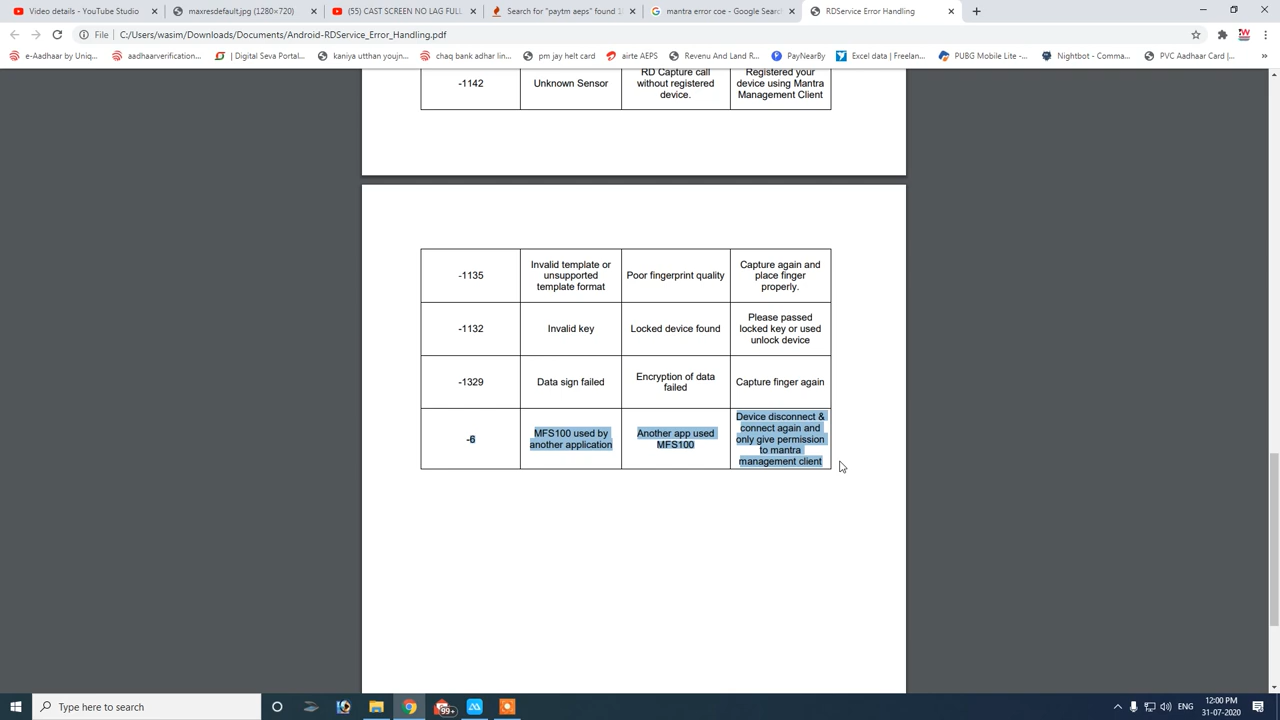 Video details - YouTube Studio
maxresdefault.jpg (1280×720)
(55) CAST SCREEN NO LAG FULL
Search for "paytm aeps" found 1
mantra error coe - Google Search
RDService Error Handling
File
C:/Users/wasim/Downloads/Documents/Android-RDService_Error_Handling.pdf
e-Aadhaar by Uniq...
aadhaarverification...
| Digital Seva Portal...
kaniya utthan youjn...
chaq bank adhar lin...
pm jay helt card
airte AEPS
Revenu And Land R...
PayNearBy
Excel data | Freelan...
PUBG Mobile Lite -...
Nightbot - Comma...
PVC Aadhaar Card |...
»
-1142
Unknown Sensor
RD Capture call
without registered
device.
Registered your
device using Mantra
Management Client
-1135
Invalid template or
unsupported
template format
Poor fingerprint quality
Capture again and
place finger
properly.
-1132
Invalid key
Locked device found
Please passed
locked key or used
unlock device
-1329
Data sign failed
Encryption of data
failed
Capture finger again
-6
MFS100 used by
another application
Another app used
MFS100
Device disconnect &
connect again and
only give permission
to mantra
management client
Type here to search
99+
ENG
12:00 PM
31-07-2020